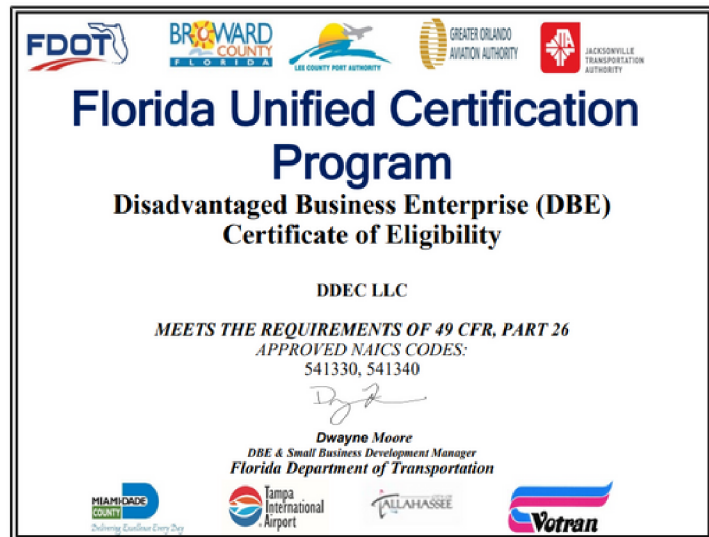 FDOT
BROWARD
COUNTY
FLORIDA
LEE COUNTY PORT AUTHORITY
GREATER ORLANDO
AVIATION AUTHORITY
JTA
JACKSONVILLE
TRANSPORTATION
AUTHORITY
Florida Unified Certification
Program
Disadvantaged Business Enterprise (DBE)
Certificate of Eligibility
DDEC LLC
MEETS THE REQUIREMENTS OF 49 CFR, PART 26
APPROVED NAICS CODES:
541330, 541340
Dwayne Moore
DBE & Small Business Development Manager
Florida Department of Transportation
MIAMI-DADE
COUNTY
Delivering Excellence Every Day
Tampa
International
Airport
TALLAHASSEE
Votran